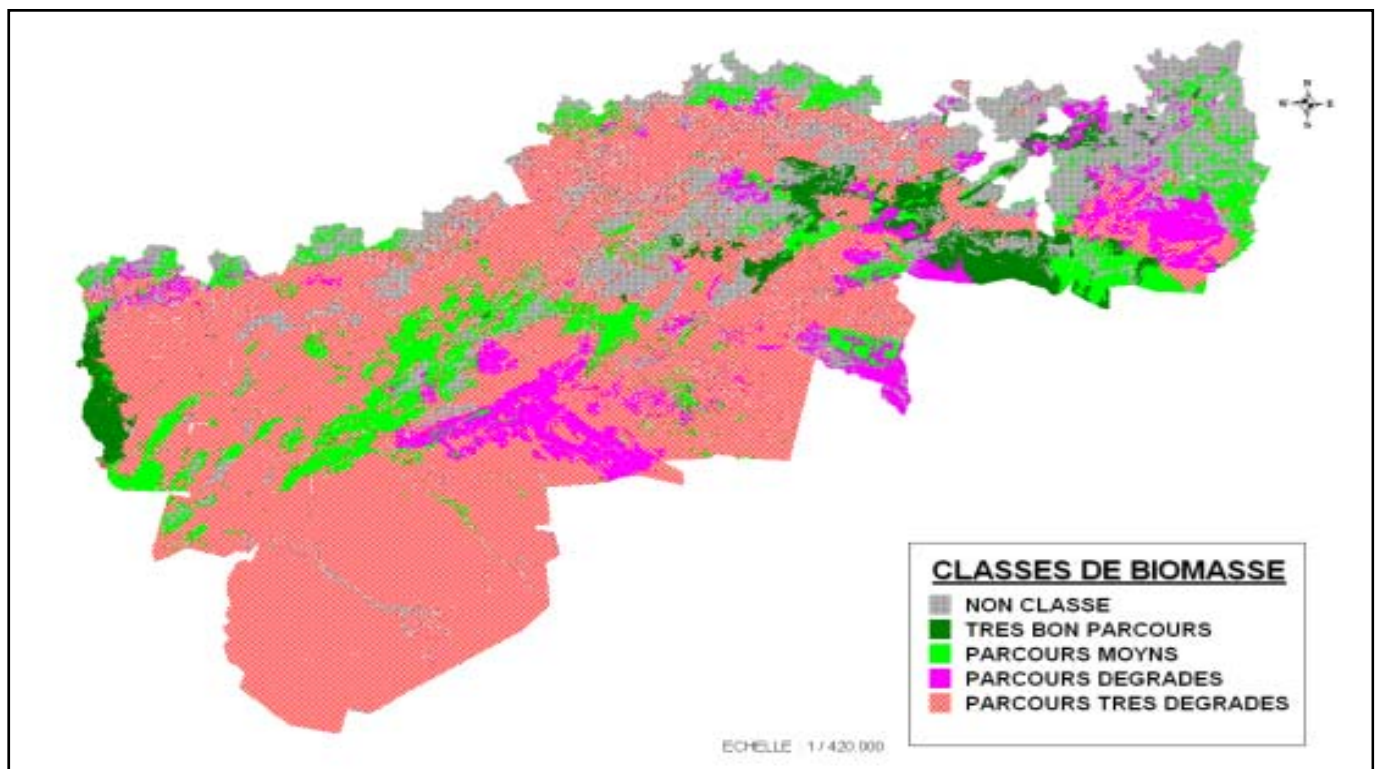 N
W E
S
CLASSES DE BIOMASSE
NON CLASSE
TRES BON PARCOURS
PARCOURS MOYNS
PARCOURS DEGRADES
PARCOURS TRES DEGRADES
ECHELLE 1 / 420.000